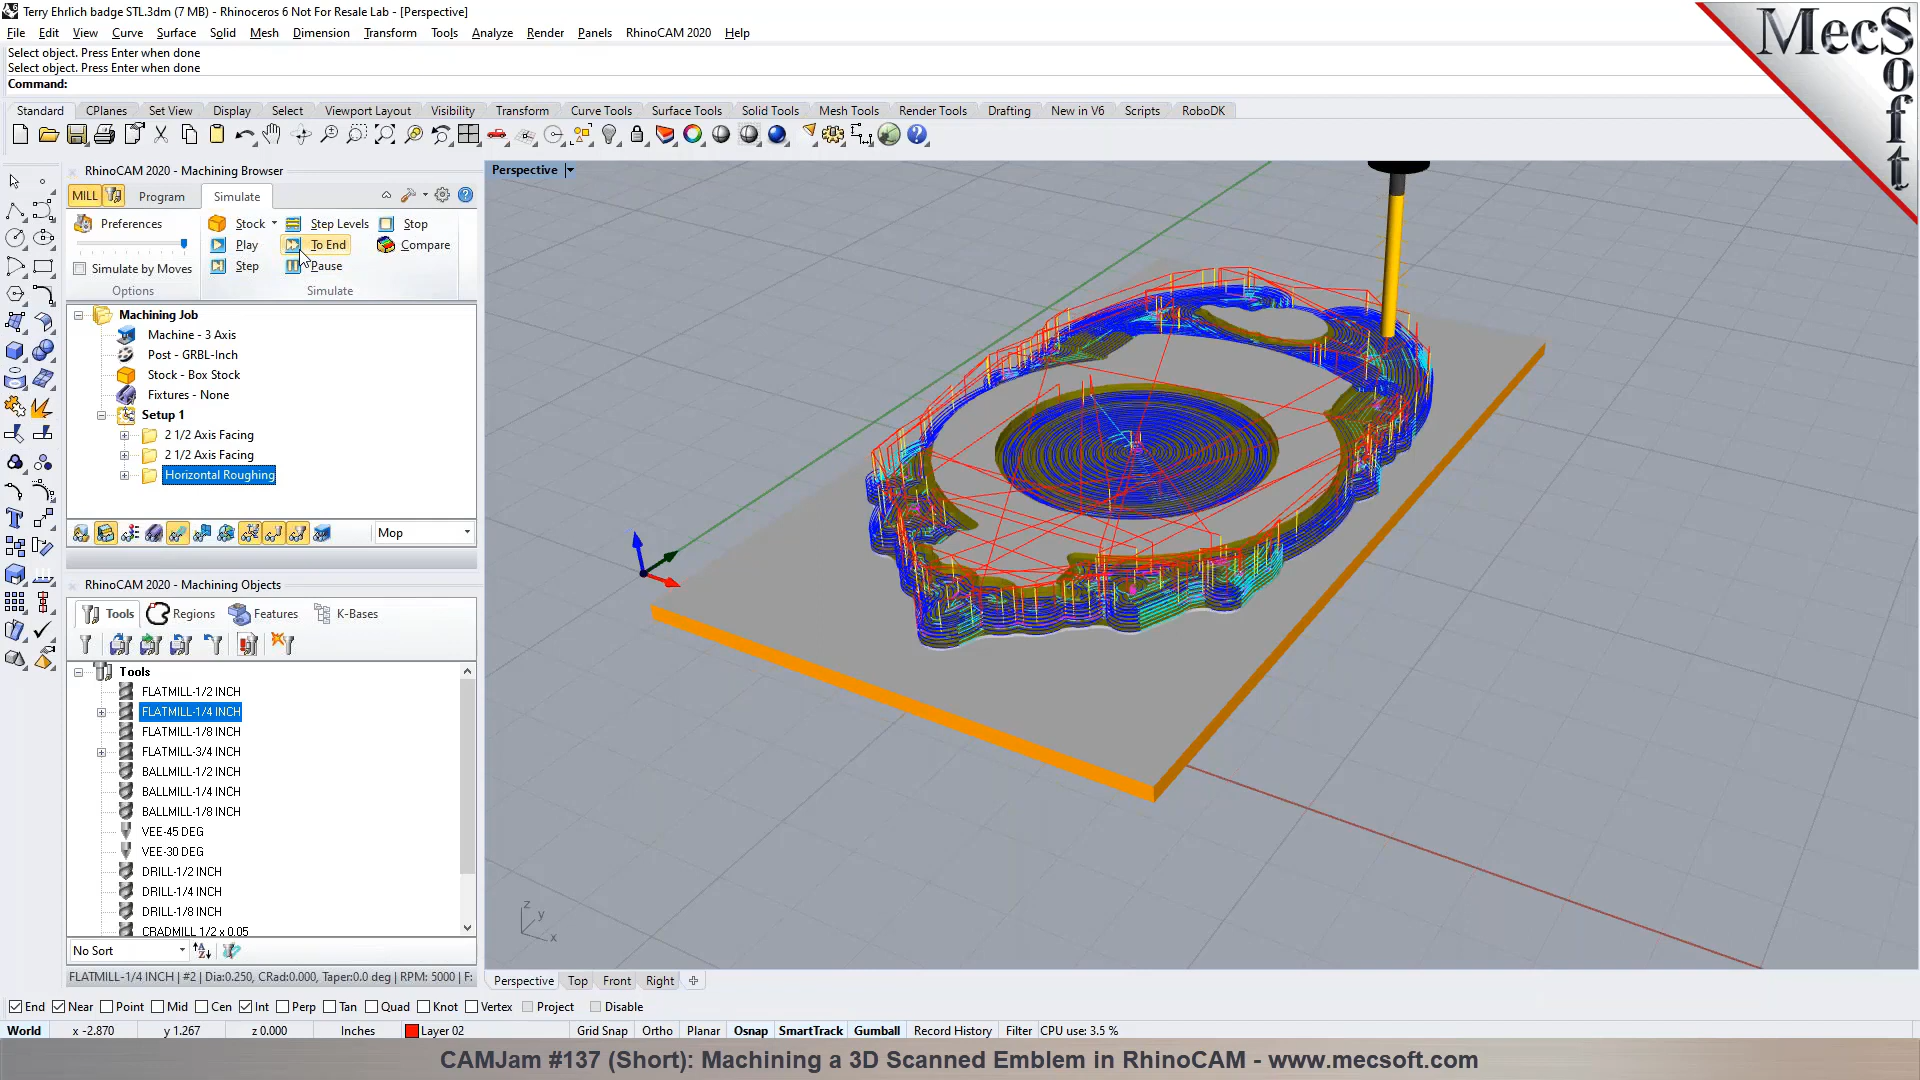 Terry Ehrlich badge STL.3dm (7 MB) - Rhinoceros 6 Not For Resale Lab - [Perspective]
File Edit View Curve Surface Solid Mesh Dimension Transform Tools Analyze Render Panels RhinoCAM 2020 Help
Select object. Press Enter when done
Select object. Press Enter when done
Command:
MecSoft
Standard CPlanes Set View Display Select Viewport Layout Visibility Transform Curve Tools Surface Tools Solid Tools Mesh Tools Render Tools Drafting New in V6 Scripts RoboDK
RhinoCAM 2020 - Machining Browser
MILL Program Simulate
Preferences Stock Step Levels Stop
Play To End Compare
Simulate by Moves Step Pause
Options Simulate
Machining Job
Machine - 3 Axis
Post - GRBL-Inch
Stock - Box Stock
Fixtures - None
Setup 1
2 1/2 Axis Facing
2 1/2 Axis Facing
Horizontal Roughing
Mop
RhinoCAM 2020 - Machining Objects
Tools Regions Features K-Bases
Tools
FLATMILL-1/2 INCH
FLATMILL-1/4 INCH
FLATMILL-1/8 INCH
FLATMILL-3/4 INCH
BALLMILL-1/2 INCH
BALLMILL-1/4 INCH
BALLMILL-1/8 INCH
VEE-45 DEG
VEE-30 DEG
DRILL-1/2 INCH
DRILL-1/4 INCH
DRILL-1/8 INCH
CRADMILL 1/2 x 0.05
No Sort
FLATMILL-1/4 INCH | #2 | Dia:0.250, CRad:0.000, Taper:0.0 deg | RPM: 5000 | F:
Perspective
z
y
x
Perspective Top Front Right
End Near Point Mid Cen Int Perp Tan Quad Knot Vertex Project Disable
World x -2.870 y 1.267 z 0.000 Inches Layer 02 Grid Snap Ortho Planar Osnap SmartTrack Gumball Record History Filter CPU use: 3.5 %
CAMJam #137 (Short): Machining a 3D Scanned Emblem in RhinoCAM - www.mecsoft.com